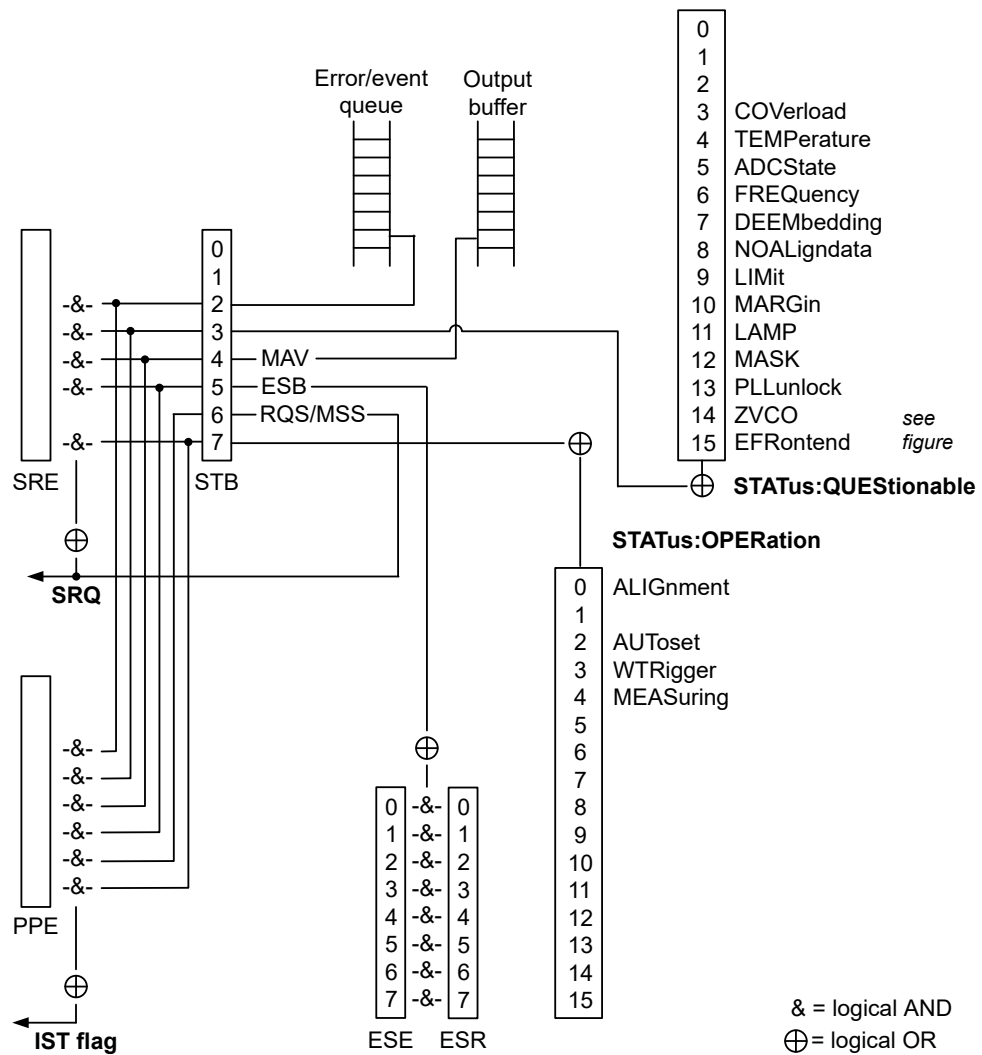 Error/event
queue
Output
buffer
0
1
2
3 COVerload
4 TEMPerature
5 ADCState
6 FREQuency
7 DEEMbedding
8 NOALigndata
9 LIMit
10 MARGin
11 LAMP
12 MASK
13 PLLunlock
14 ZVCO
15 EFRontend
see
figure
STATus:QUEStionable
0
1
-&- 2
-&- 3
-&- 4 MAV
-&- 5 ESB
6 RQS/MSS
-&- 7
SRE
STB
SRQ
STATus:OPERation
0 ALIGnment
1
2 AUToset
3 WTRigger
4 MEASuring
5
6
7
8
9
10
11
12
13
14
15
-&-
-&-
-&-
-&-
-&-
-&-
PPE
IST flag
0 -&- 0
1 -&- 1
2 -&- 2
3 -&- 3
4 -&- 4
5 -&- 5
6 -&- 6
7 -&- 7
ESE
ESR
& = logical AND
⊕ = logical OR